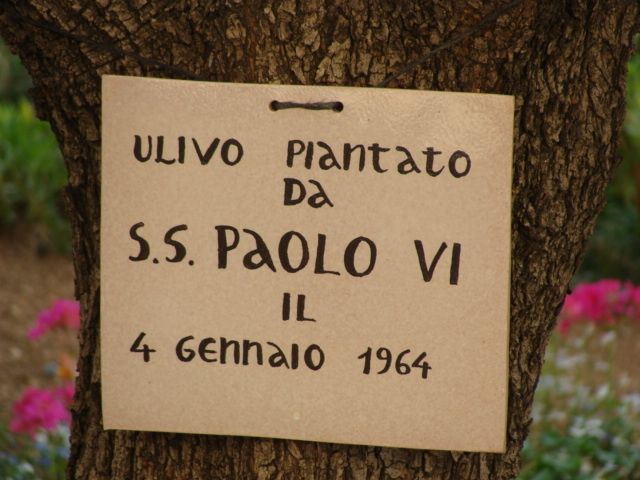 ULIVO PIANTATO
DA
S.S. PAOLO VI
IL
4 GENNAIO 1964